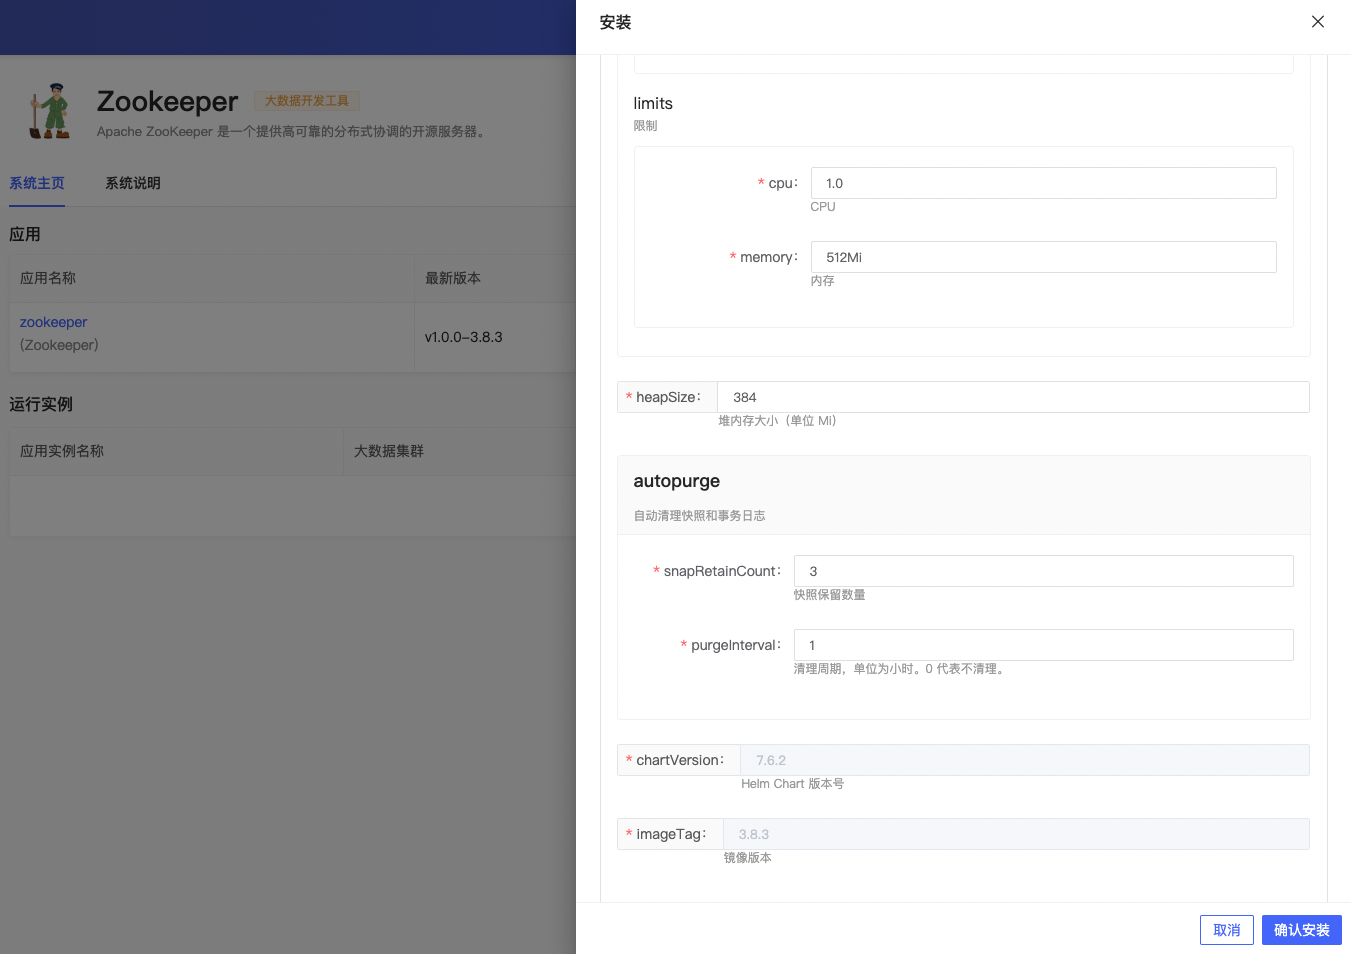 Zookeeper
大数据开发工具
Apache ZooKeeper 是一个提供高可靠的分布式协调的开源服务器。
系统主页
系统说明
应用
应用名称
最新版本
zookeeper
(Zookeeper)
v1.0.0-3.8.3
运行实例
应用实例名称
大数据集群
安装
limits
限制
* cpu：
1.0
CPU
* memory：
512Mi
内存
* heapSize：
384
堆内存大小（单位 Mi）
autopurge
自动清理快照和事务日志
* snapRetainCount：
3
快照保留数量
* purgeInterval：
1
清理周期，单位为小时。0 代表不清理。
* chartVersion：
7.6.2
Helm Chart 版本号
* imageTag：
3.8.3
镜像版本
取消
确认安装